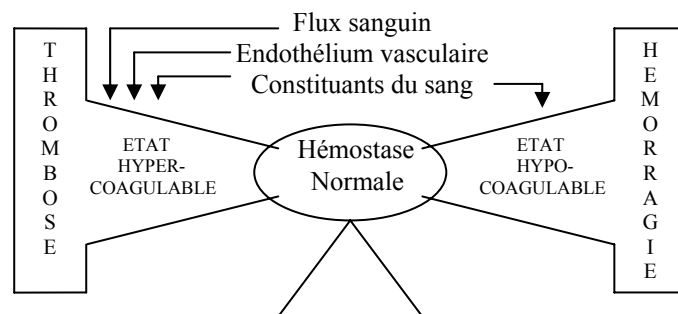 Flux sanguin
Endothélium vasculaire
Constituants du sang
THROMBOSE
ETAT
HYPER-
COAGULABLE
Hémostase
Normale
ETAT
HYPO-
COAGULABLE
HEMORRAGIE